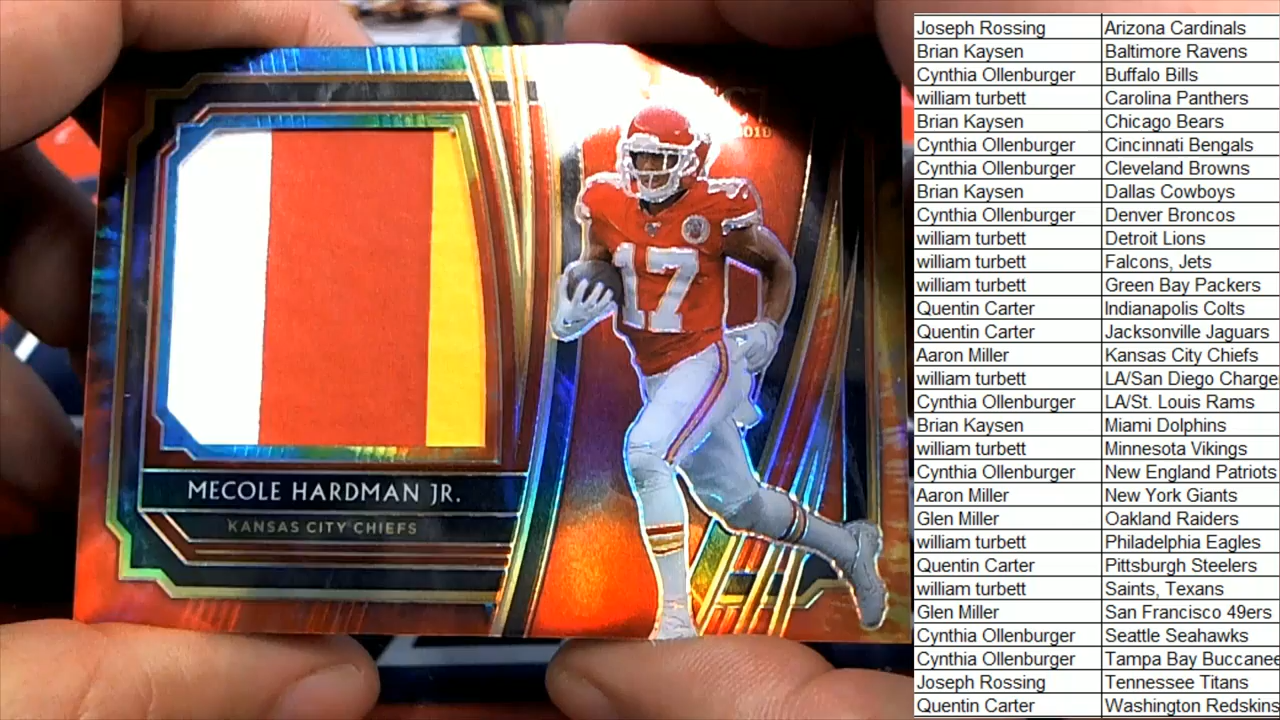 2019
17
MECOLE HARDMAN JR.
KANSAS CITY CHIEFS
Joseph Rossing Arizona Cardinals
Brian Kaysen Baltimore Ravens
Cynthia Ollenburger Buffalo Bills
william turbett Carolina Panthers
Brian Kaysen Chicago Bears
Cynthia Ollenburger Cincinnati Bengals
Cynthia Ollenburger Cleveland Browns
Brian Kaysen Dallas Cowboys
Cynthia Ollenburger Denver Broncos
william turbett Detroit Lions
william turbett Falcons, Jets
william turbett Green Bay Packers
Quentin Carter Indianapolis Colts
Quentin Carter Jacksonville Jaguars
Aaron Miller Kansas City Chiefs
william turbett LA/San Diego Charge
Cynthia Ollenburger LA/St. Louis Rams
Brian Kaysen Miami Dolphins
william turbett Minnesota Vikings
Cynthia Ollenburger New England Patriots
Aaron Miller New York Giants
Glen Miller Oakland Raiders
william turbett Philadelphia Eagles
Quentin Carter Pittsburgh Steelers
william turbett Saints, Texans
Glen Miller San Francisco 49ers
Cynthia Ollenburger Seattle Seahawks
Cynthia Ollenburger Tampa Bay Buccanee
Joseph Rossing Tennessee Titans
Quentin Carter Washington Redskins